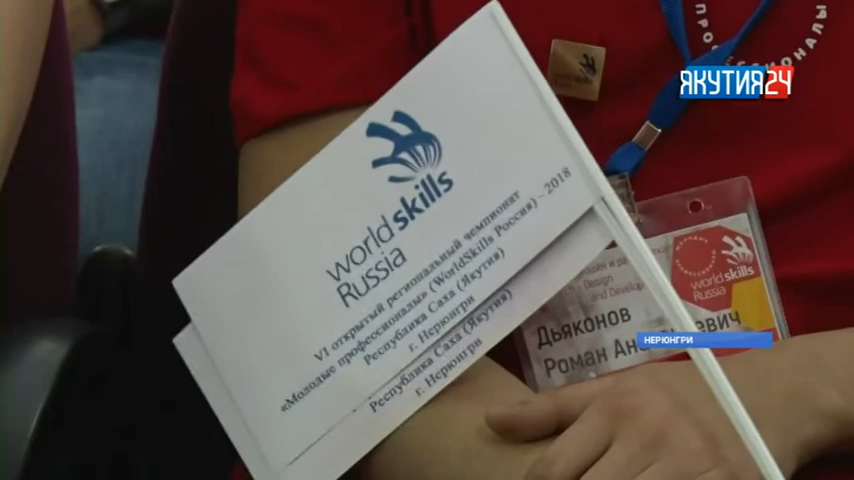 ПРОФЕССИОНАЛЫ
ЯКУТИЯ24
world skills
Russia
VI открытый региональный чемпионат
«Молодые профессионалы» (WorldSkills Россия) - 2018
Республика Саха (Якутия)
г. Нерюнгри
Республика Саха (Якутия)
г. Нерюнгри
world skills
Russia
Design
and Develop
Дьяконов
Роман
НЕРЮНГРИ